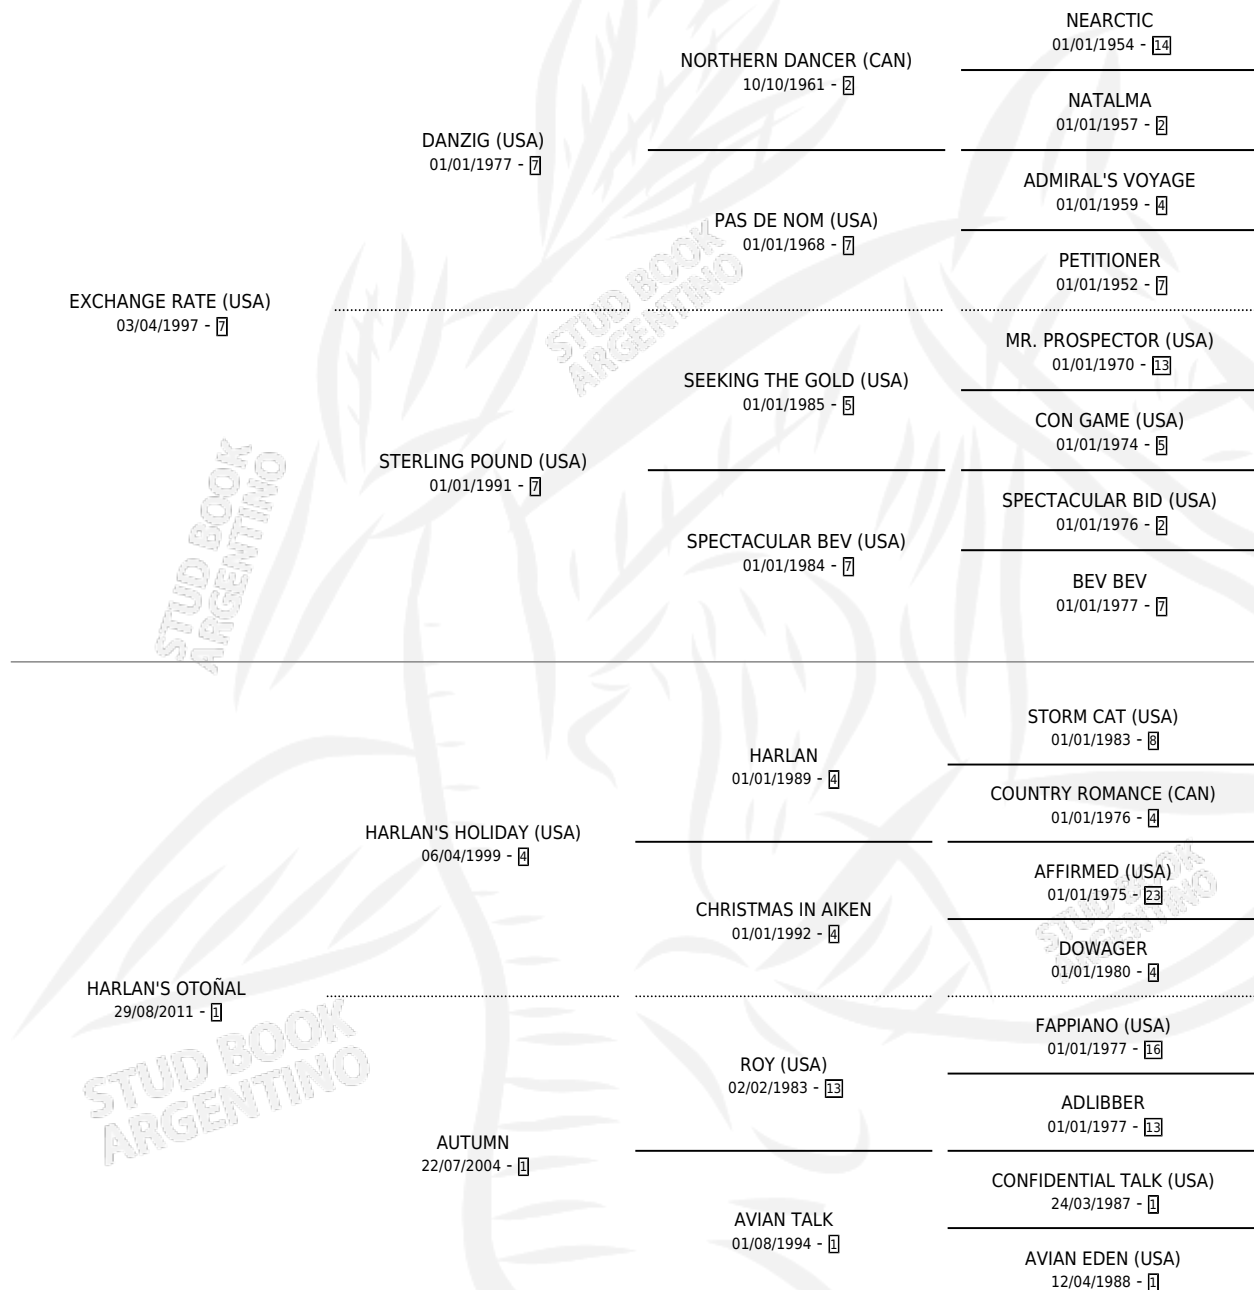 NEARCTIC
01/01/1954 - 14
NORTHERN DANCER (CAN)
10/10/1961 - 2
NATALMA
01/01/1957 - 2
DANZIG (USA)
01/01/1977 - 7
ADMIRAL'S VOYAGE
01/01/1959 - 4
PAS DE NOM (USA)
01/01/1968 - 7
PETITIONER
01/01/1952 - 7
EXCHANGE RATE (USA)
03/04/1997 - 7
STUD BOOK
ARGENTINO
MR. PROSPECTOR (USA)
01/01/1970 - 13
SEEKING THE GOLD (USA)
01/01/1985 - 5
CON GAME (USA)
01/01/1974 - 5
STERLING POUND (USA)
01/01/1991 - 7
SPECTACULAR BID (USA)
01/01/1976 - 2
SPECTACULAR BEV (USA)
01/01/1984 - 7
BEV BEV
01/01/1977 - 7
STUD BOOK
ARGENTINO
STORM CAT (USA)
01/01/1983 - 8
HARLAN
01/01/1989 - 4
COUNTRY ROMANCE (CAN)
01/01/1976 - 4
HARLAN'S HOLIDAY (USA)
06/04/1999 - 4
AFFIRMED (USA)
01/01/1975 - 23
CHRISTMAS IN AIKEN
01/01/1992 - 4
STUD BOOK
ARGENTINO
DOWAGER
01/01/1980 - 4
HARLAN'S OTOÑAL
29/08/2011 - 1
FAPPIANO (USA)
01/01/1977 - 16
ROY (USA)
02/02/1983 - 13
STUD BOOK
ARGENTINO
ADLIBBER
01/01/1977 - 13
AUTUMN
22/07/2004 - 1
CONFIDENTIAL TALK (USA)
24/03/1987 - 1
AVIAN TALK
01/08/1994 - 1
AVIAN EDEN (USA)
12/04/1988 - 1